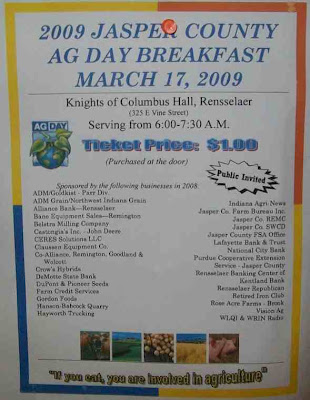 2009 JASPER COUNTY
AG DAY BREAKFAST
MARCH 17, 2009
Knights of Columbus Hall, Rensselaer
(325 E Vine Street)
Serving from 6:00-7:30 A.M.
AG DAY
Ticket Price: $1.00
(Purchased at the door)
Public Invited
Sponsored by the following businesses in 2008:
ADM/Goldkist - Parr Div.
ADM Grain/Northwest Indiana Grain
Alliance Bank—Rensselaer
Bane Equipment Sales—Remington
Belstra Milling Company
Castongia's Inc. - John Deere
CERES Solutions LLC
Claussen Equipment Co.
Co-Alliance, Remington, Goodland &
Wolcott
Crow's Hybrids
DeMotte State Bank
DuPont & Pioneer Seeds
Farm Credit Services
Gordon Foods
Hanson-Babcock Quarry
Hayworth Trucking
Indiana Agri News
Jasper Co. Farm Bureau Inc.
Jasper Co. REMC
Jasper Co. SWCD
Jasper County FSA Office
Lafayette Bank & Trust
National City Bank
Purdue Cooperative Extension
Service - Jasper County
Rensselaer Banking Center of
Kentland Bank
Rensselaer Republican
Retired Iron Club
Rose Acre Farms - Remk
Vision Ag
WLQI & WRIN Radio
"If you eat, you are involved in agriculture"